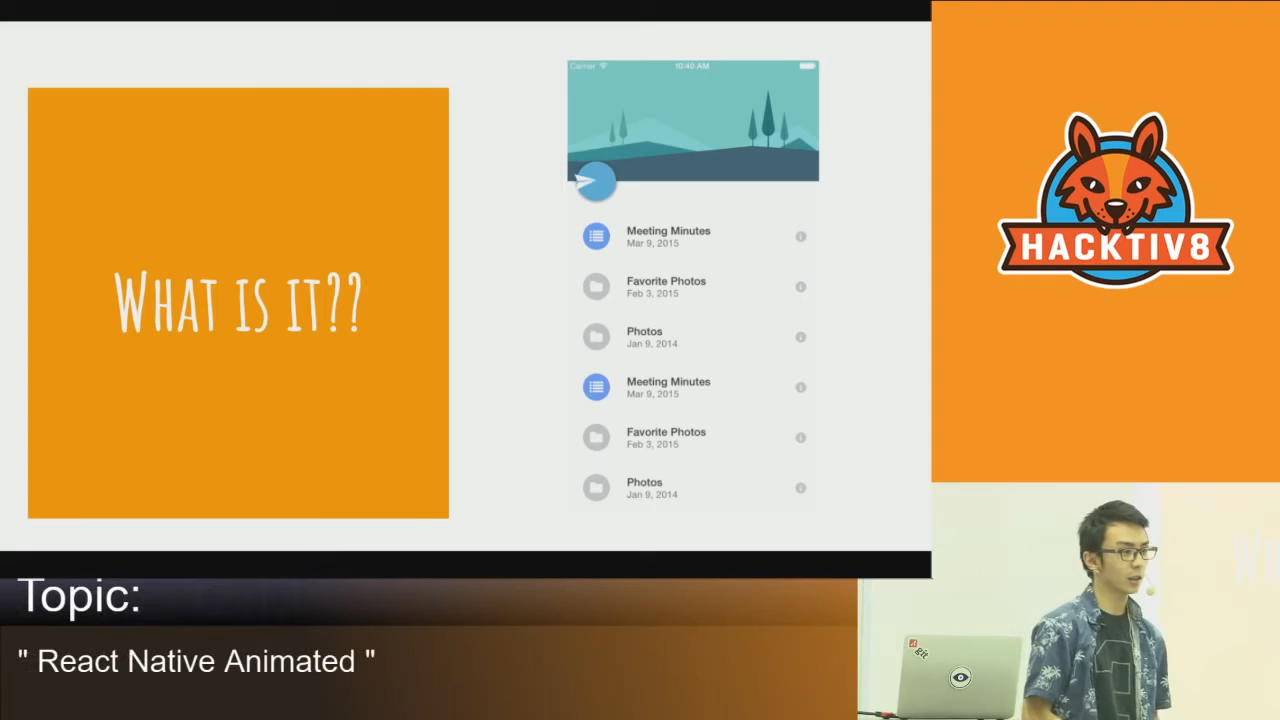 WHAT IS IT??
Carrier
10:40 AM
Meeting Minutes
Mar 9, 2015
Favorite Photos
Feb 3, 2015
Photos
Jan 9, 2014
Meeting Minutes
Mar 9, 2015
Favorite Photos
Feb 3, 2015
Photos
Jan 9, 2014
HACKTIV8
Topic:
" React Native Animated "
git